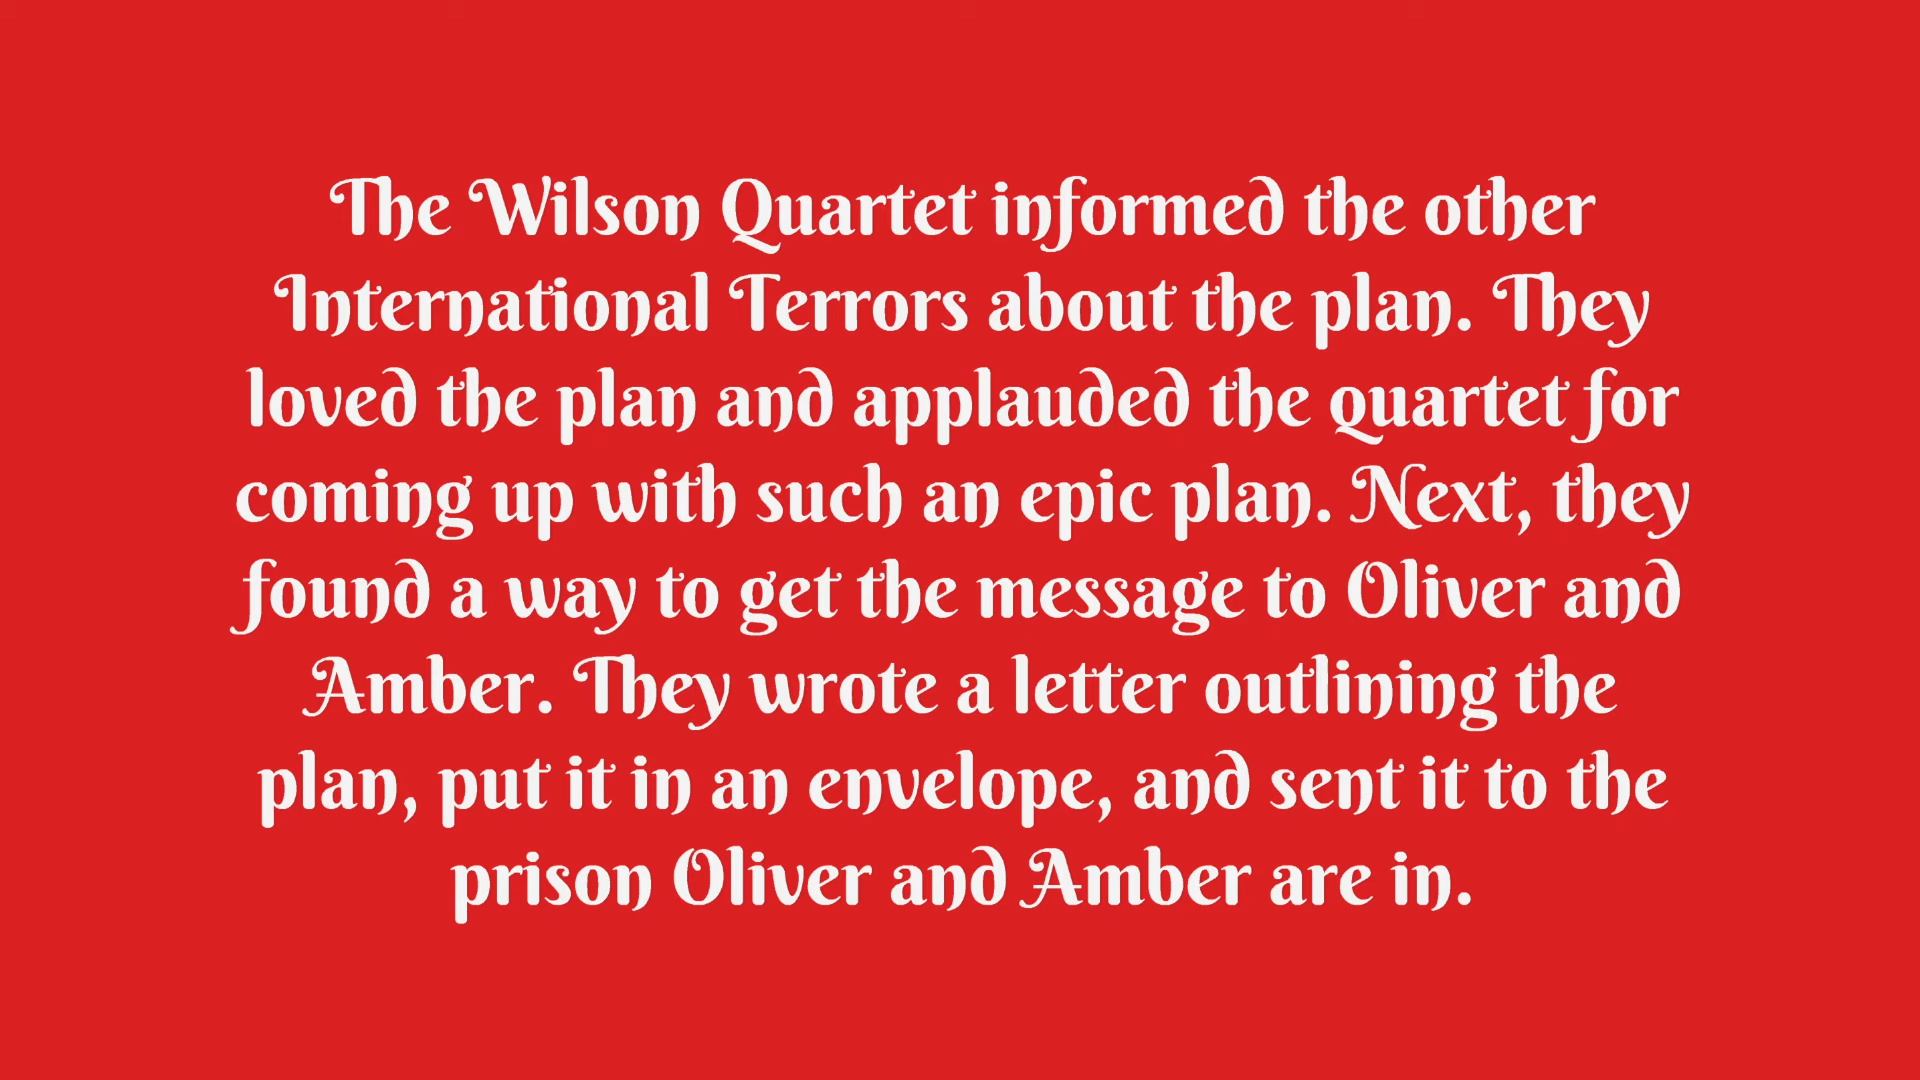 The Wilson Quartet informed the other
International Terrors about the plan. They
loved the plan and applauded the quartet for
coming up with such an epic plan. Next, they
found a way to get the message to Oliver and
Amber. They wrote a letter outlining the
plan, put it in an envelope, and sent it to the
prison Oliver and Amber are in.